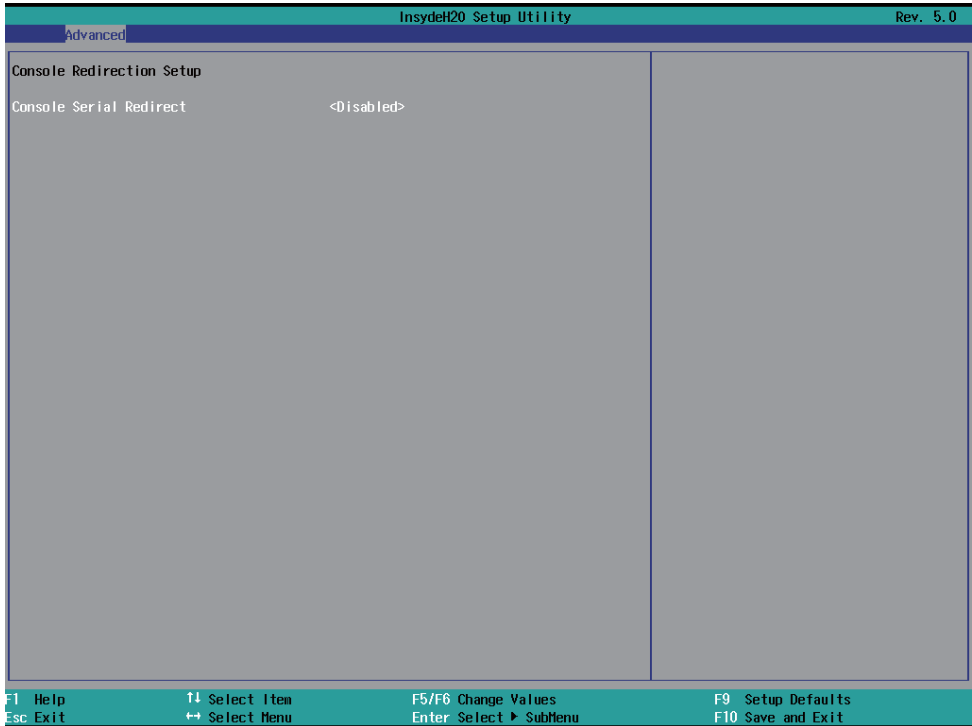 InsydeH20 Setup Utility Rev. 5.0
Advanced
Console Redirection Setup
Console Serial Redirect <Disabled>
F1 Help ↑↓ Select Item F5/F6 Change Values F9 Setup Defaults
Esc Exit ↔ Select Menu Enter Select ▶ SubMenu F10 Save and Exit